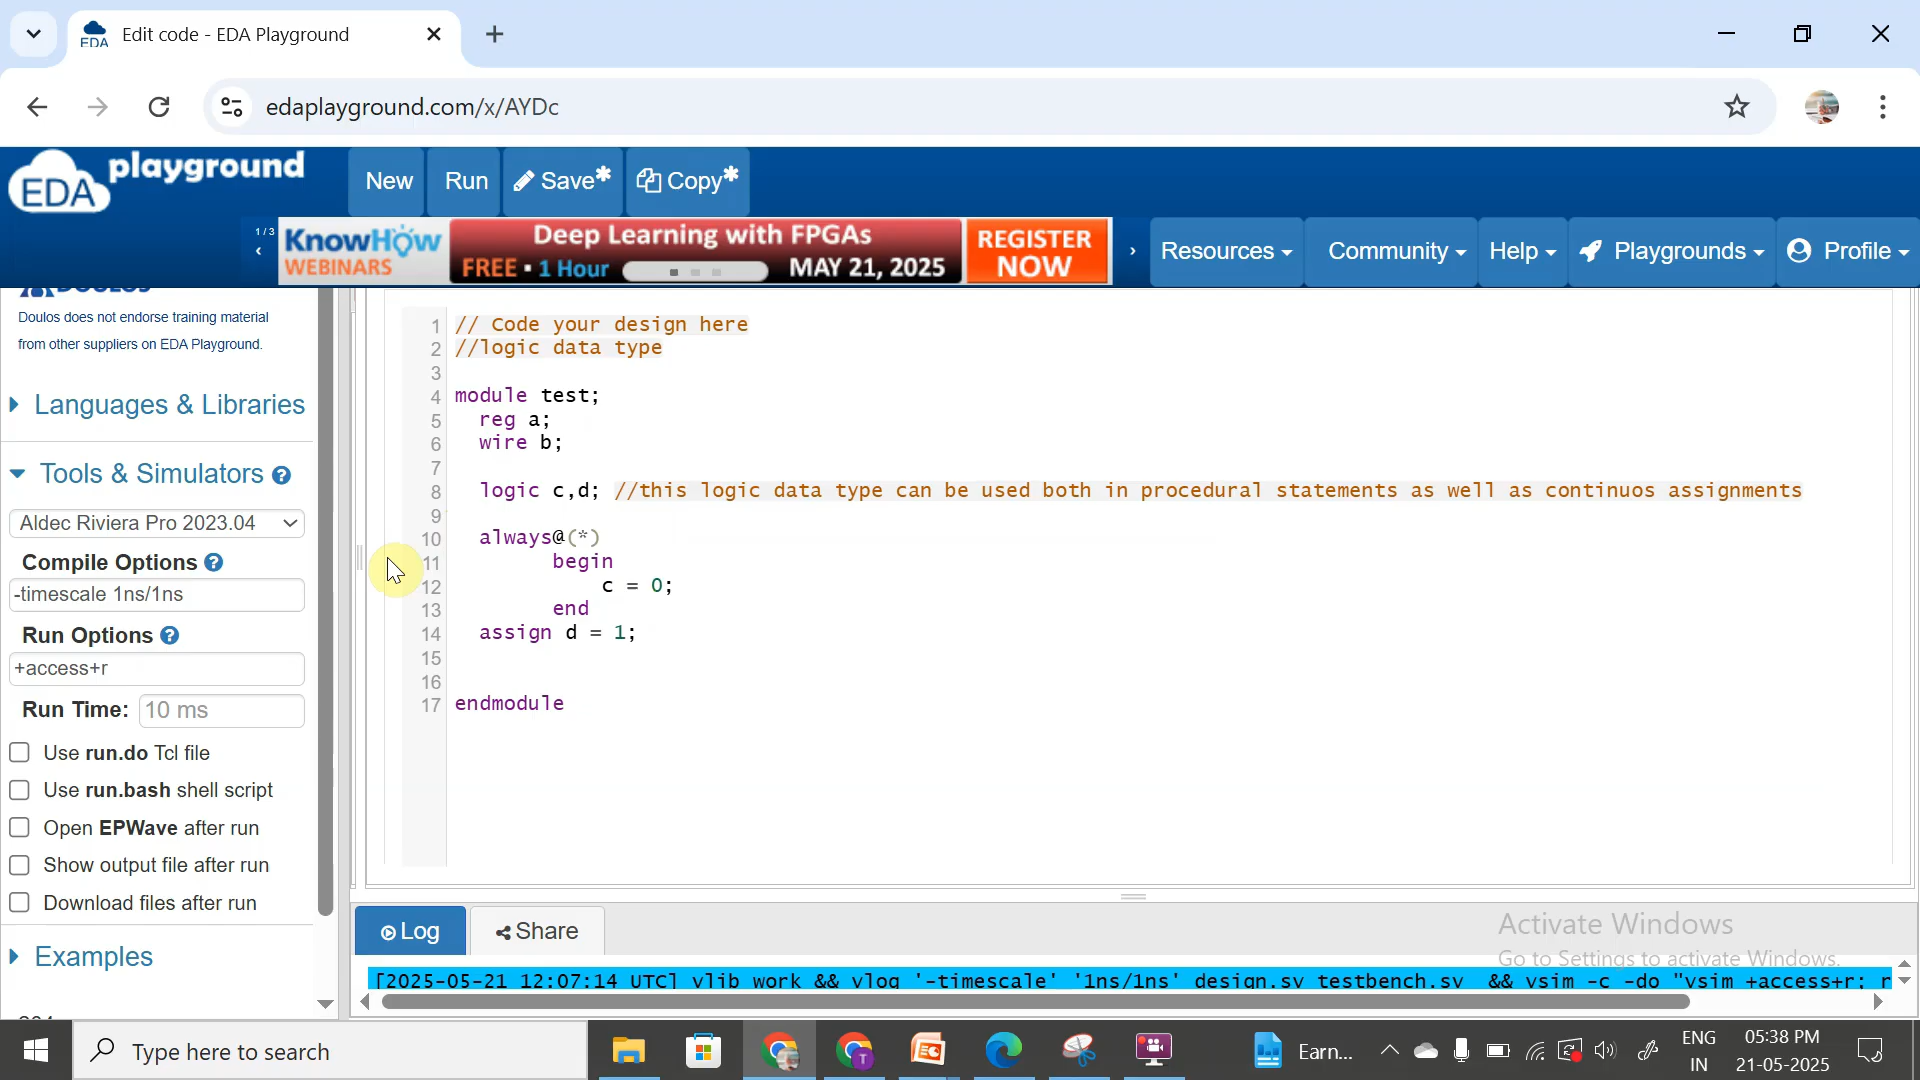 EDA Edit code - EDA Playground
edaplayground.com/x/AYDc
EDA playground
New
Run
Save*
Copy*
1/3
KnowHow
WEBINARS
Deep Learning with FPGAs
FREE ▪ 1 Hour
MAY 21, 2025
REGISTER
NOW
Resources
Community
Help
Playgrounds
Profile
Doulos does not endorse training material
from other suppliers on EDA Playground.
Languages & Libraries
Tools & Simulators
Aldec Riviera Pro 2023.04
Compile Options
-timescale 1ns/1ns
Run Options
+access+r
Run Time: 10 ms
Use run.do Tcl file
Use run.bash shell script
Open EPWave after run
Show output file after run
Download files after run
Examples
1 // Code your design here
2 //logic data type
3
4 module test;
5 reg a;
6 wire b;
7
8 logic c,d; //this logic data type can be used both in procedural statements as well as continuos assignments
9
10 always@(*)
11 begin
12 c = 0;
13 end
14 assign d = 1;
15
16
17 endmodule
Log
Share
Activate Windows
Go to Settings to activate Windows.
[2025-05-21 12:07:14 UTC] vlib work && vlog '-timescale' '1ns/1ns' design.sv testbench.sv && vsim -c -do "vsim +access+r; r
Type here to search
T
Earn...
ENG
IN
05:38 PM
21-05-2025